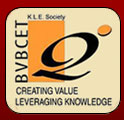 K.L.E. Society
BVBCET
CREATING VALUE
LEVERAGING KNOWLEDGE